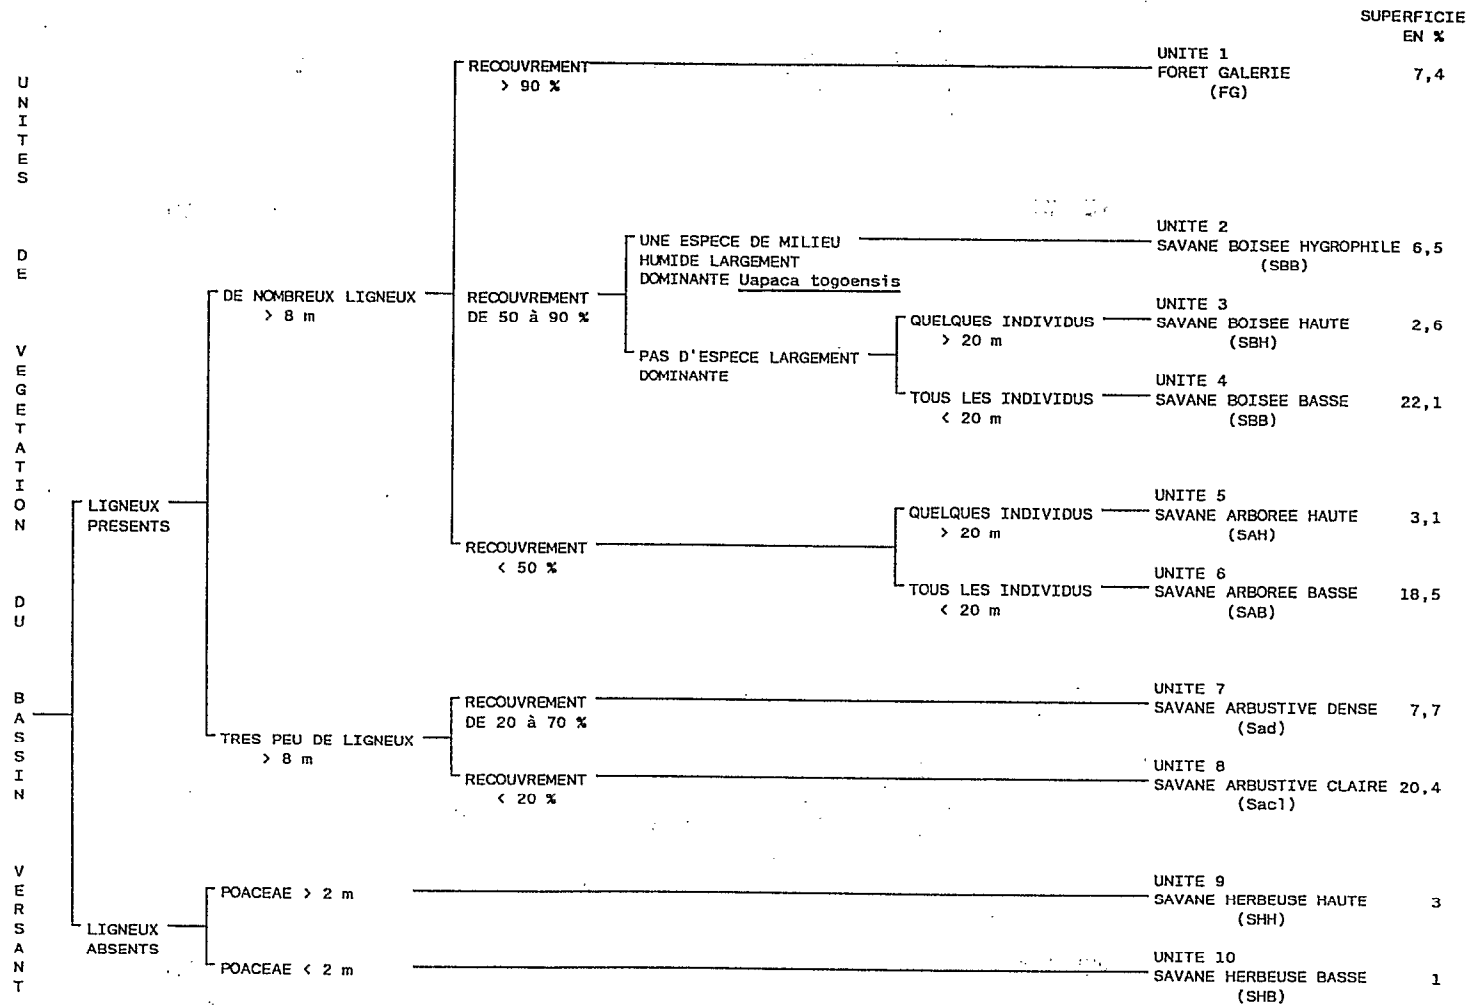 SUPERFICIE
EN %
UNITES DE VEGETATION DU BASSIN VERSANT
RECOUVREMENT
> 90 %
UNITE 1
FORET GALERIE 7,4
(FG)
UNE ESPECE DE MILIEU
HUMIDE LARGEMENT
DOMINANTE Uapaca togoensis
UNITE 2
SAVANE BOISEE HYGROPHILE 6,5
(SBB)
DE NOMBREUX LIGNEUX
> 8 m
RECOUVREMENT
DE 50 à 90 %
QUELQUES INDIVIDUS
> 20 m
UNITE 3
SAVANE BOISEE HAUTE 2,6
(SBH)
PAS D'ESPECE LARGEMENT
DOMINANTE
TOUS LES INDIVIDUS
< 20 m
UNITE 4
SAVANE BOISEE BASSE 22,1
(SBB)
LIGNEUX
PRESENTS
RECOUVREMENT
< 50 %
QUELQUES INDIVIDUS
> 20 m
UNITE 5
SAVANE ARBOREE HAUTE 3,1
(SAH)
TOUS LES INDIVIDUS
< 20 m
UNITE 6
SAVANE ARBOREE BASSE 18,5
(SAB)
TRES PEU DE LIGNEUX
> 8 m
RECOUVREMENT
DE 20 à 70 %
UNITE 7
SAVANE ARBUSTIVE DENSE 7,7
(Sad)
RECOUVREMENT
< 20 %
UNITE 8
SAVANE ARBUSTIVE CLAIRE 20,4
(Sacl)
LIGNEUX
ABSENTS
POACEAE > 2 m
UNITE 9
SAVANE HERBEUSE HAUTE 3
(SHH)
POACEAE < 2 m
UNITE 10
SAVANE HERBEUSE BASSE 1
(SHB)